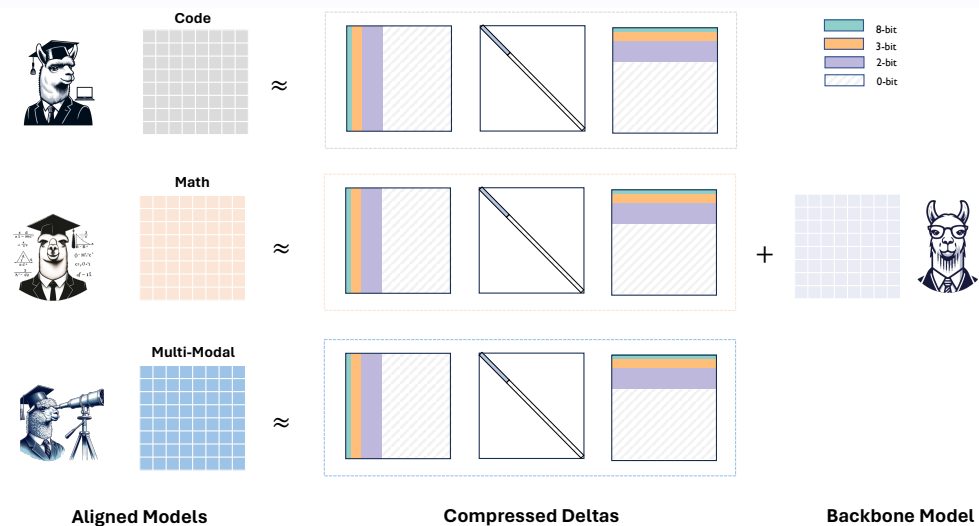 Code
≈
8-bit
3-bit
2-bit
0-bit
Math
≈
+
Multi-Modal
≈
Aligned Models
Compressed Deltas
Backbone Model